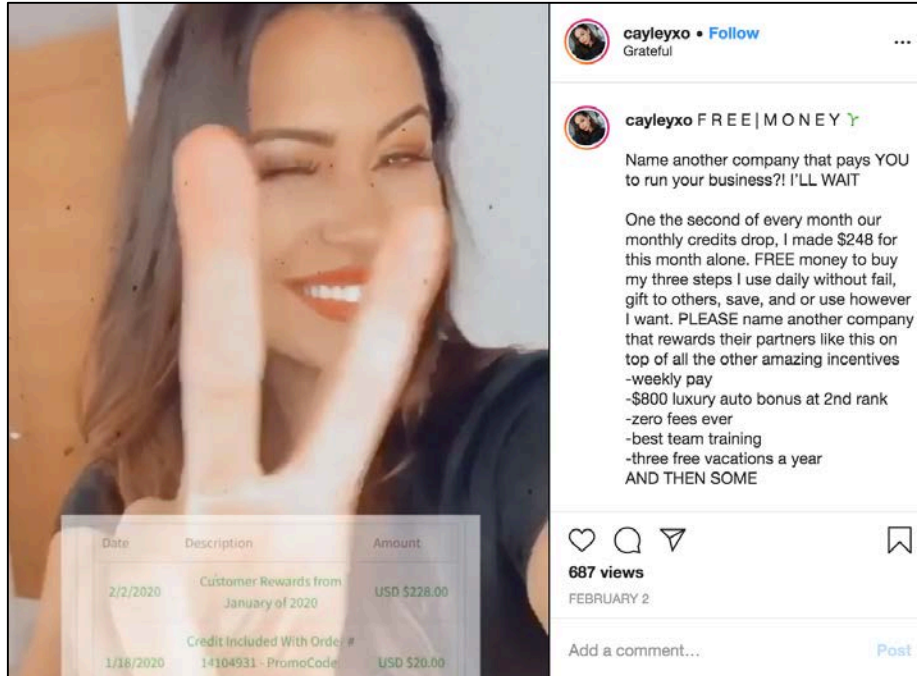 cayleyxo • Follow
Grateful
...
cayleyxo F R E E | M O N E Y
Name another company that pays YOU
to run your business?! I'LL WAIT
One the second of every month our
monthly credits drop, I made $248 for
this month alone. FREE money to buy
my three steps I use daily without fail,
gift to others, save, and or use however
I want. PLEASE name another company
that rewards their partners like this on
top of all the other amazing incentives
-weekly pay
-$800 luxury auto bonus at 2nd rank
-zero fees ever
-best team training
-three free vacations a year
AND THEN SOME
687 views
FEBRUARY 2
Add a comment... Post
Date Description Amount
2/2/2020 Customer Rewards from USD $228.00
January of 2020
Credit Included With Order #
1/18/2020 14104931 - PromoCode USD $20.00